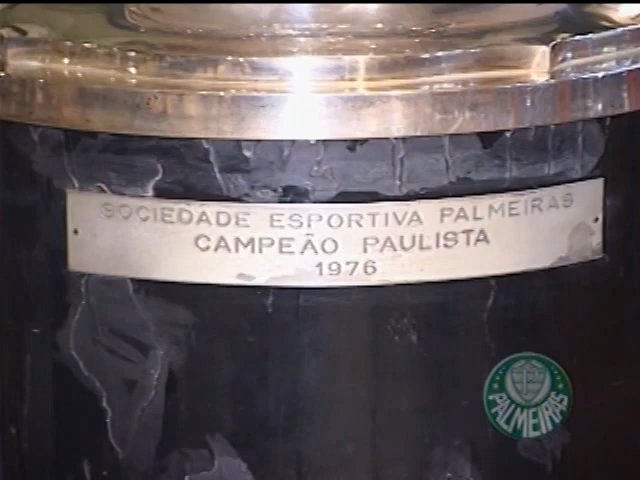 SOCIEDADE ESPORTIVA PALMEIRAS
CAMPEÃO PAULISTA
1976
PALMEIRAS